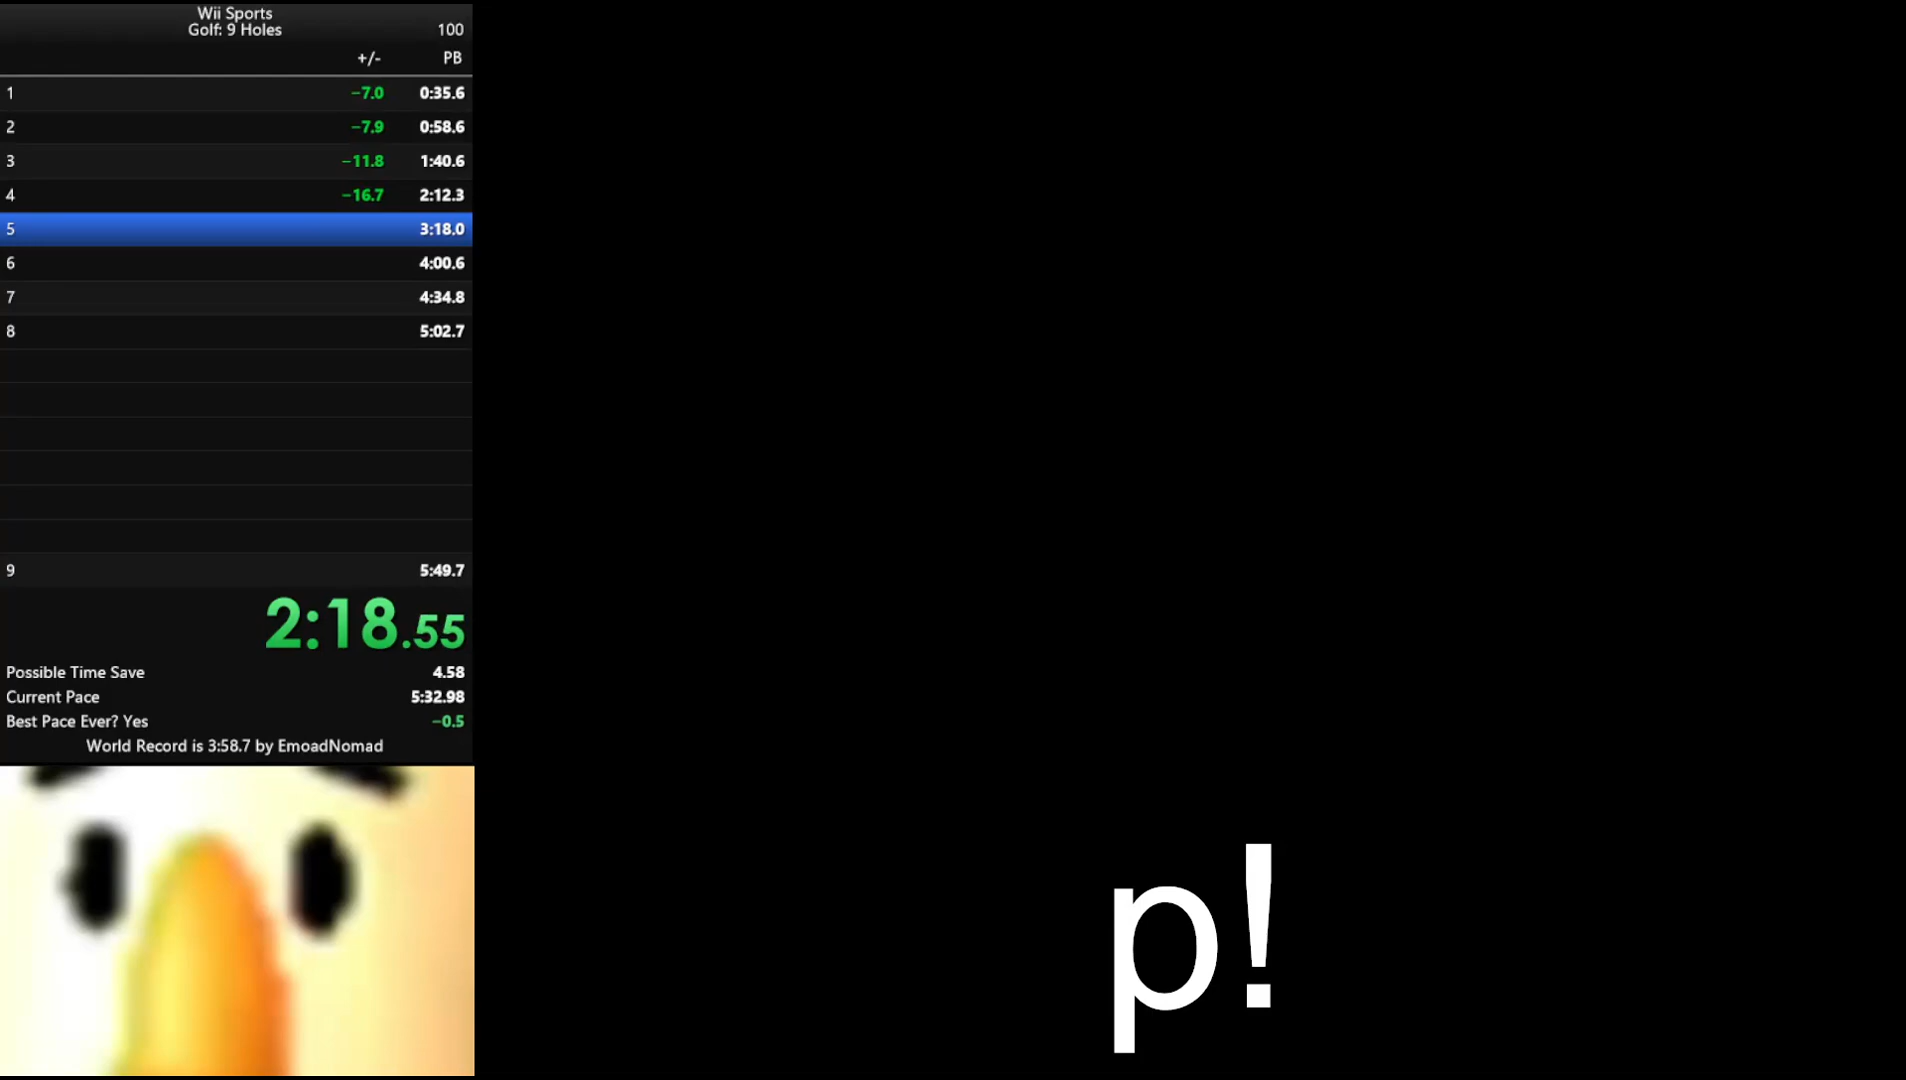 Wii Sports
Golf: 9 Holes 100
+/- PB
1 −7.0 0:35.6
2 −7.9 0:58.6
3 −11.8 1:40.6
4 −16.7 2:12.3
5 3:18.0
6 4:00.6
7 4:34.8
8 5:02.7
9 5:49.7
2:18.55
Possible Time Save 4.58
Current Pace 5:32.98
Best Pace Ever? Yes −0.5
World Record is 3:58.7 by EmoadNomad
p!